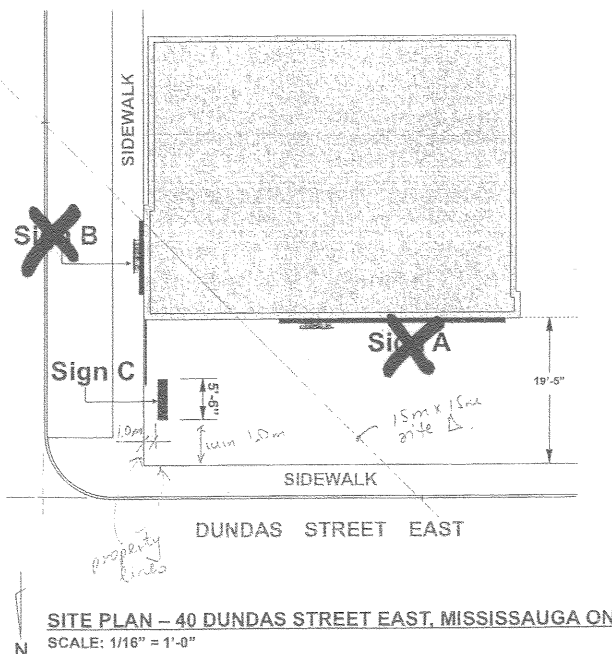 SIDEWALK
Sign B
Sign A
Sign C
5'-6"
19'-5"
1.0m
min 1.0m
15m x 15m
site Δ.
SIDEWALK
DUNDAS STREET EAST
property
lines
N
SITE PLAN – 40 DUNDAS STREET EAST, MISSISSAUGA ON
SCALE: 1/16" = 1'-0"